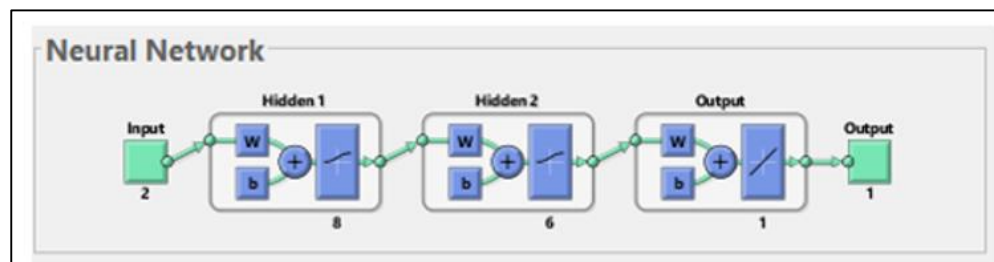 Neural Network
Hidden 1 Hidden 2 Output
Input Output
W W W
b b b
2 1
8 6 1